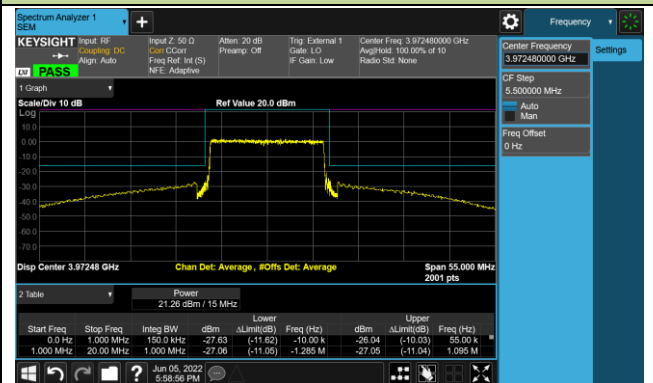 Spectrum Analyzer 1
SEM
Frequency
KEYSIGHT
Input: RF
Coupling: DC
Align: Auto
Input Z: 50 Ω
Corr CCorr
Freq Ref: Int (S)
NFE: Adaptive
Atten: 20 dB
Preamp: Off
Trig: External 1
Gate: LO
IF Gain: Low
Center Freq: 3.972480000 GHz
Avg|Hold: 100.00% of 10
Radio Std: None
LXI PASS
Center Frequency
3.972480000 GHz
Settings
CF Step
5.500000 MHz
Auto
Man
Freq Offset
0 Hz
1 Graph
Scale/Div 10 dB
Ref Value 20.0 dBm
Log
10.0
0.00
-10.0
-20.0
-30.0
-40.0
-50.0
-60.0
-70.0
Disp Center 3.97248 GHz
Chan Det: Average , #Offs Det: Average
Span 55.000 MHz
2001 pts
2 Table
Power
21.26 dBm / 15 MHz
Lower Upper
Start Freq Stop Freq Integ BW dBm ΔLimit(dB) Freq (Hz) dBm ΔLimit(dB) Freq (Hz)
0.0 Hz 1.000 MHz 150.0 kHz -27.63 (-11.62) -10.00 k -26.04 (-10.03) 55.00 k
1.000 MHz 20.00 MHz 1.000 MHz -27.06 (-11.05) -1.285 M -27.05 (-11.04) 1.095 M
?
Jun 05, 2022
5:58:56 PM